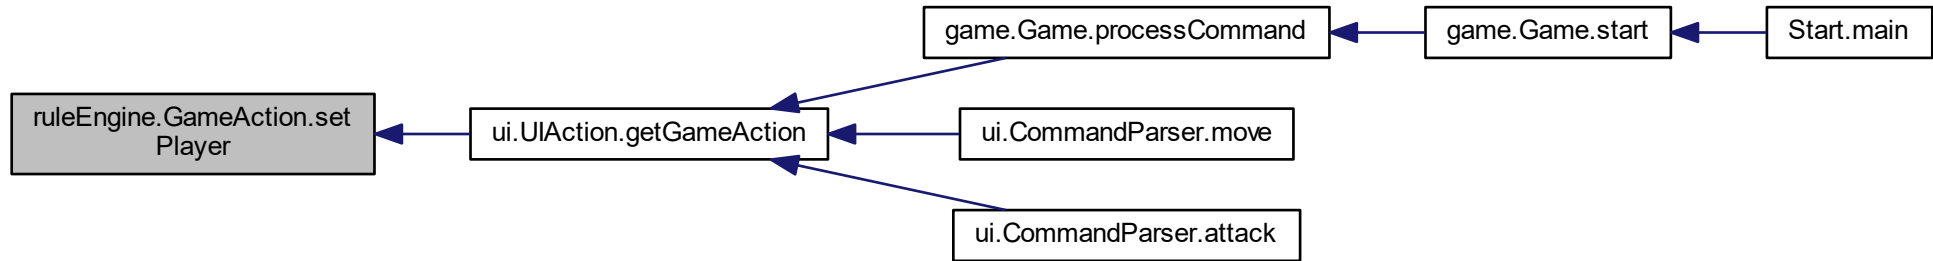 game.Game.processCommand
game.Game.start
Start.main
ruleEngine.GameAction.set
Player
ui.UIAction.getGameAction
ui.CommandParser.move
ui.CommandParser.attack